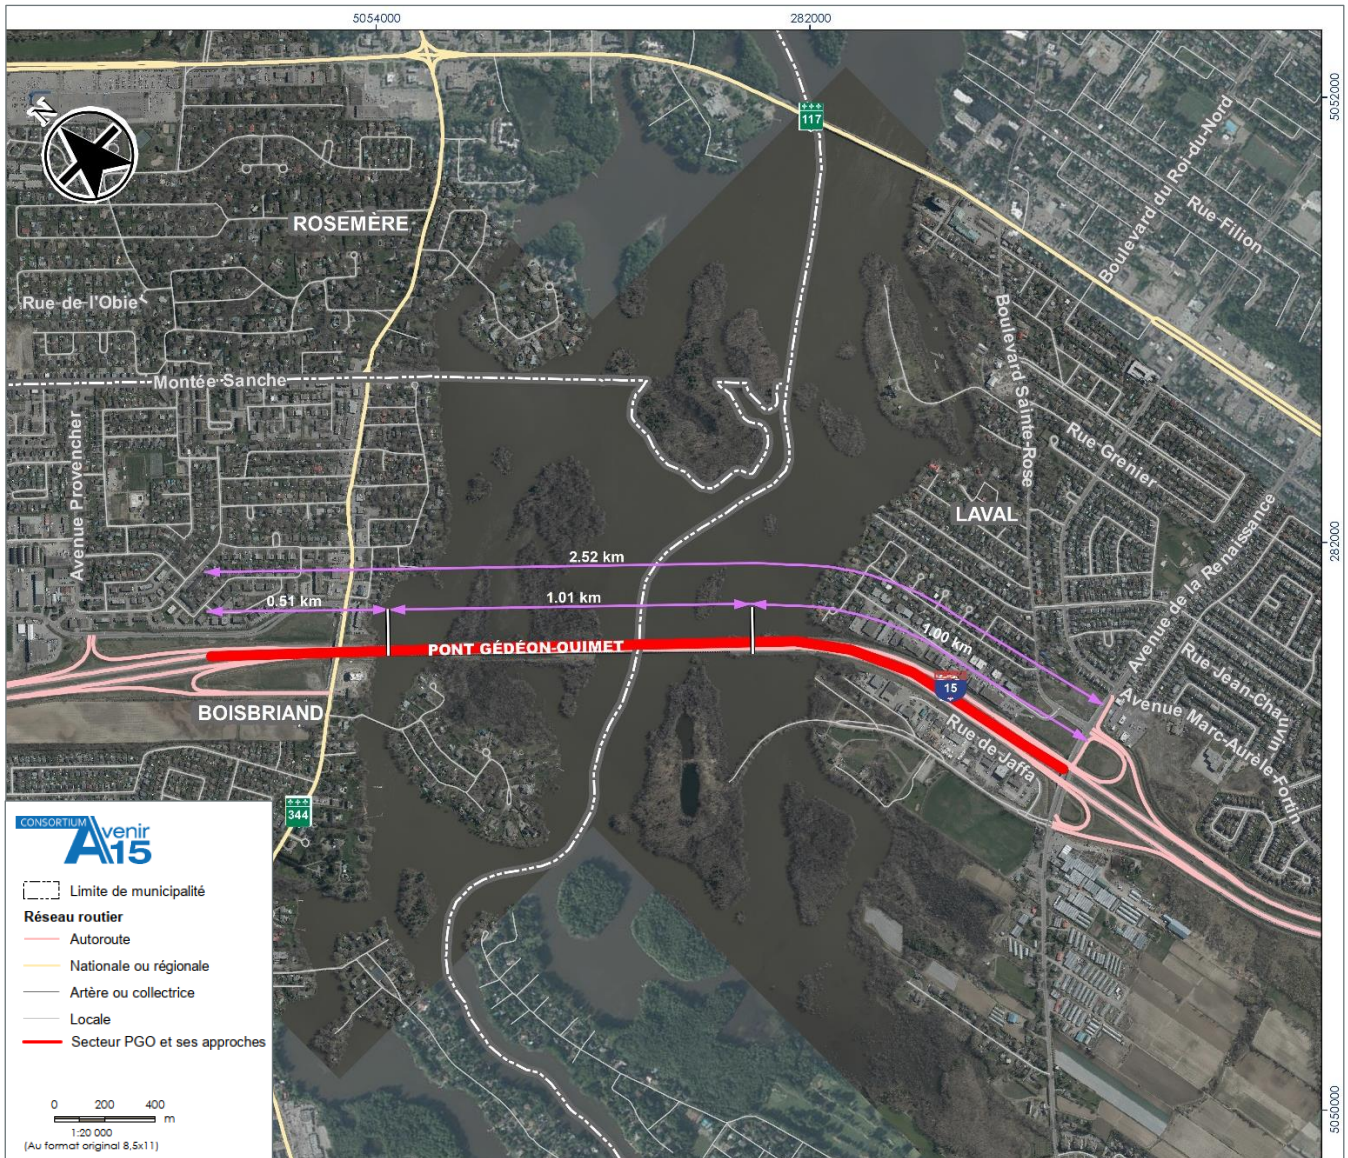 5054000
282000
5052000
282000
5050000
N
117
ROSEMÈRE
Rue de l'Obie
Montée Sanche
Avenue Provencher
Boulevard du Roi-du-Nord
Rue Filion
Boulevard Sainte-Rose
Rue Grenier
LAVAL
Avenue de la Renaissance
2.52 km
0.51 km
1.01 km
1.00 km
PONT GÉDÉON-OUIMET
15
BOISBRIAND
Rue Jean-Chauvin
Avenue Marc-Aurèle-Fortin
Rue de Jaffa
344
CONSORTIUM
Avenir
15
Limite de municipalité
Réseau routier
Autoroute
Nationale ou régionale
Artère ou collectrice
Locale
Secteur PGO et ses approches
0 200 400
m
1:20 000
(Au format original 8,5x11)